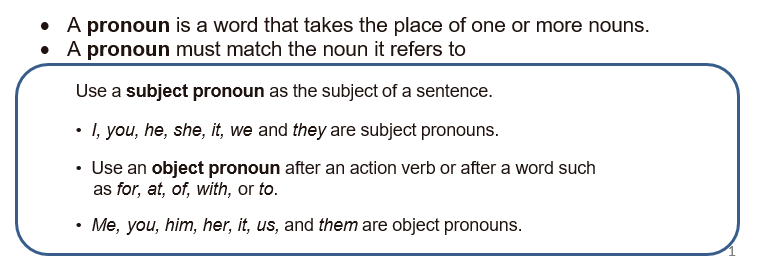 • A pronoun is a word that takes the place of one or more nouns.
• A pronoun must match the noun it refers to
Use a subject pronoun as the subject of a sentence.
• I, you, he, she, it, we and they are subject pronouns.
• Use an object pronoun after an action verb or after a word such
as for, at, of, with, or to.
• Me, you, him, her, it, us, and them are object pronouns.
1